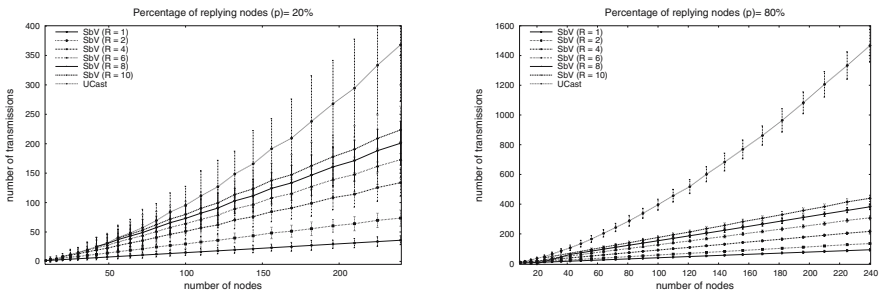 Percentage of replying nodes (p)= 20%
400
350
300
250
200
150
100
50
0
number of transmissions
SbV (R = 1)
SbV (R = 2)
SbV (R = 4)
SbV (R = 6)
SbV (R = 8)
SbV (R = 10)
UCast
50 100 150 200
number of nodes
Percentage of replying nodes (p)= 80%
1600
1400
1200
1000
800
600
400
200
0
number of transmissions
SbV (R = 1)
SbV (R = 2)
SbV (R = 4)
SbV (R = 6)
SbV (R = 8)
SbV (R = 10)
UCast
20 40 60 80 100 120 140 160 180 200 220 240
number of nodes